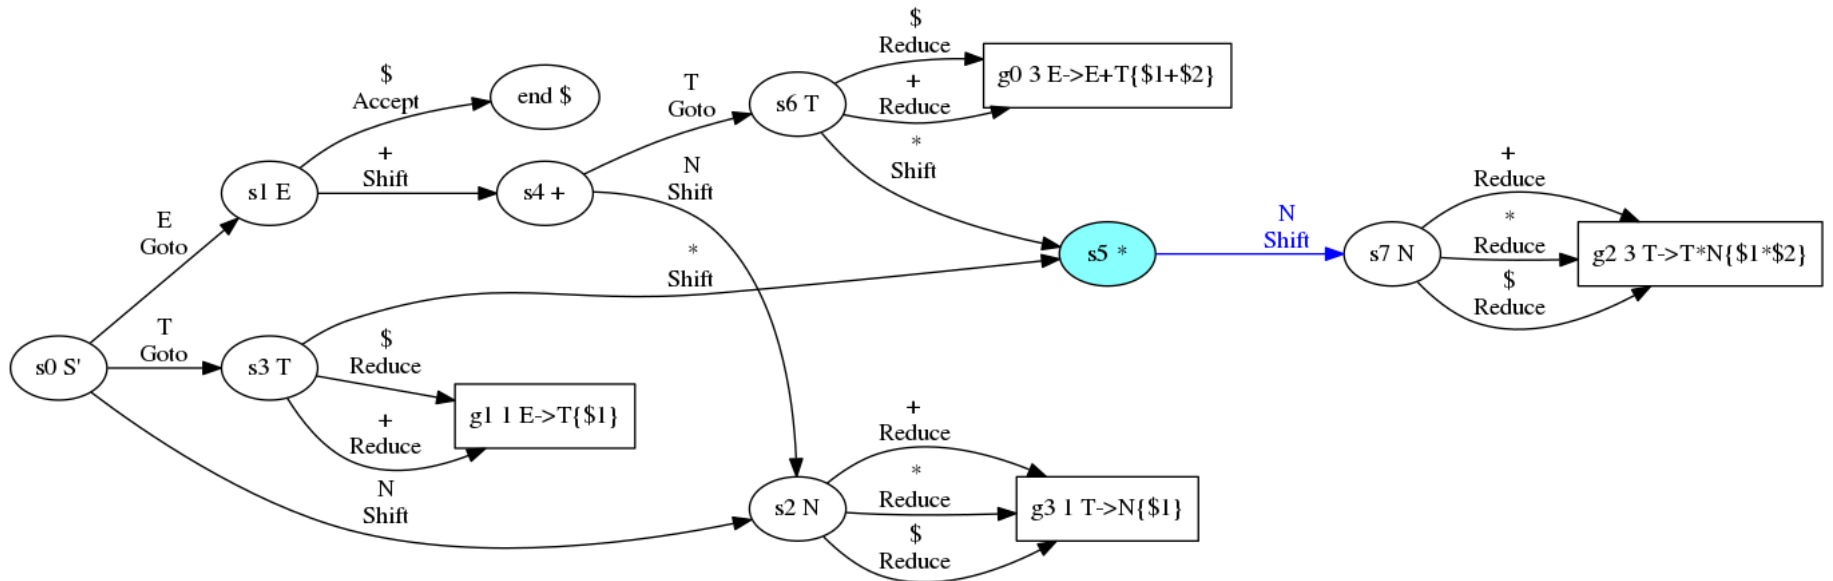 $
Reduce
g0 3 E->E+T{$1+$2}
+
Reduce
s6 T
T
Goto
$
Accept
end $
*
Shift
+
Shift
s1 E
s4 +
N
Shift
+
Reduce
E
Goto
*
Shift
s5 *
N
Shift
s7 N
*
Reduce
g2 3 T->T*N{$1*$2}
$
Reduce
s0 S'
T
Goto
s3 T
$
Reduce
g1 1 E->T{$1}
+
Reduce
+
Reduce
N
Shift
s2 N
*
Reduce
g3 1 T->N{$1}
$
Reduce